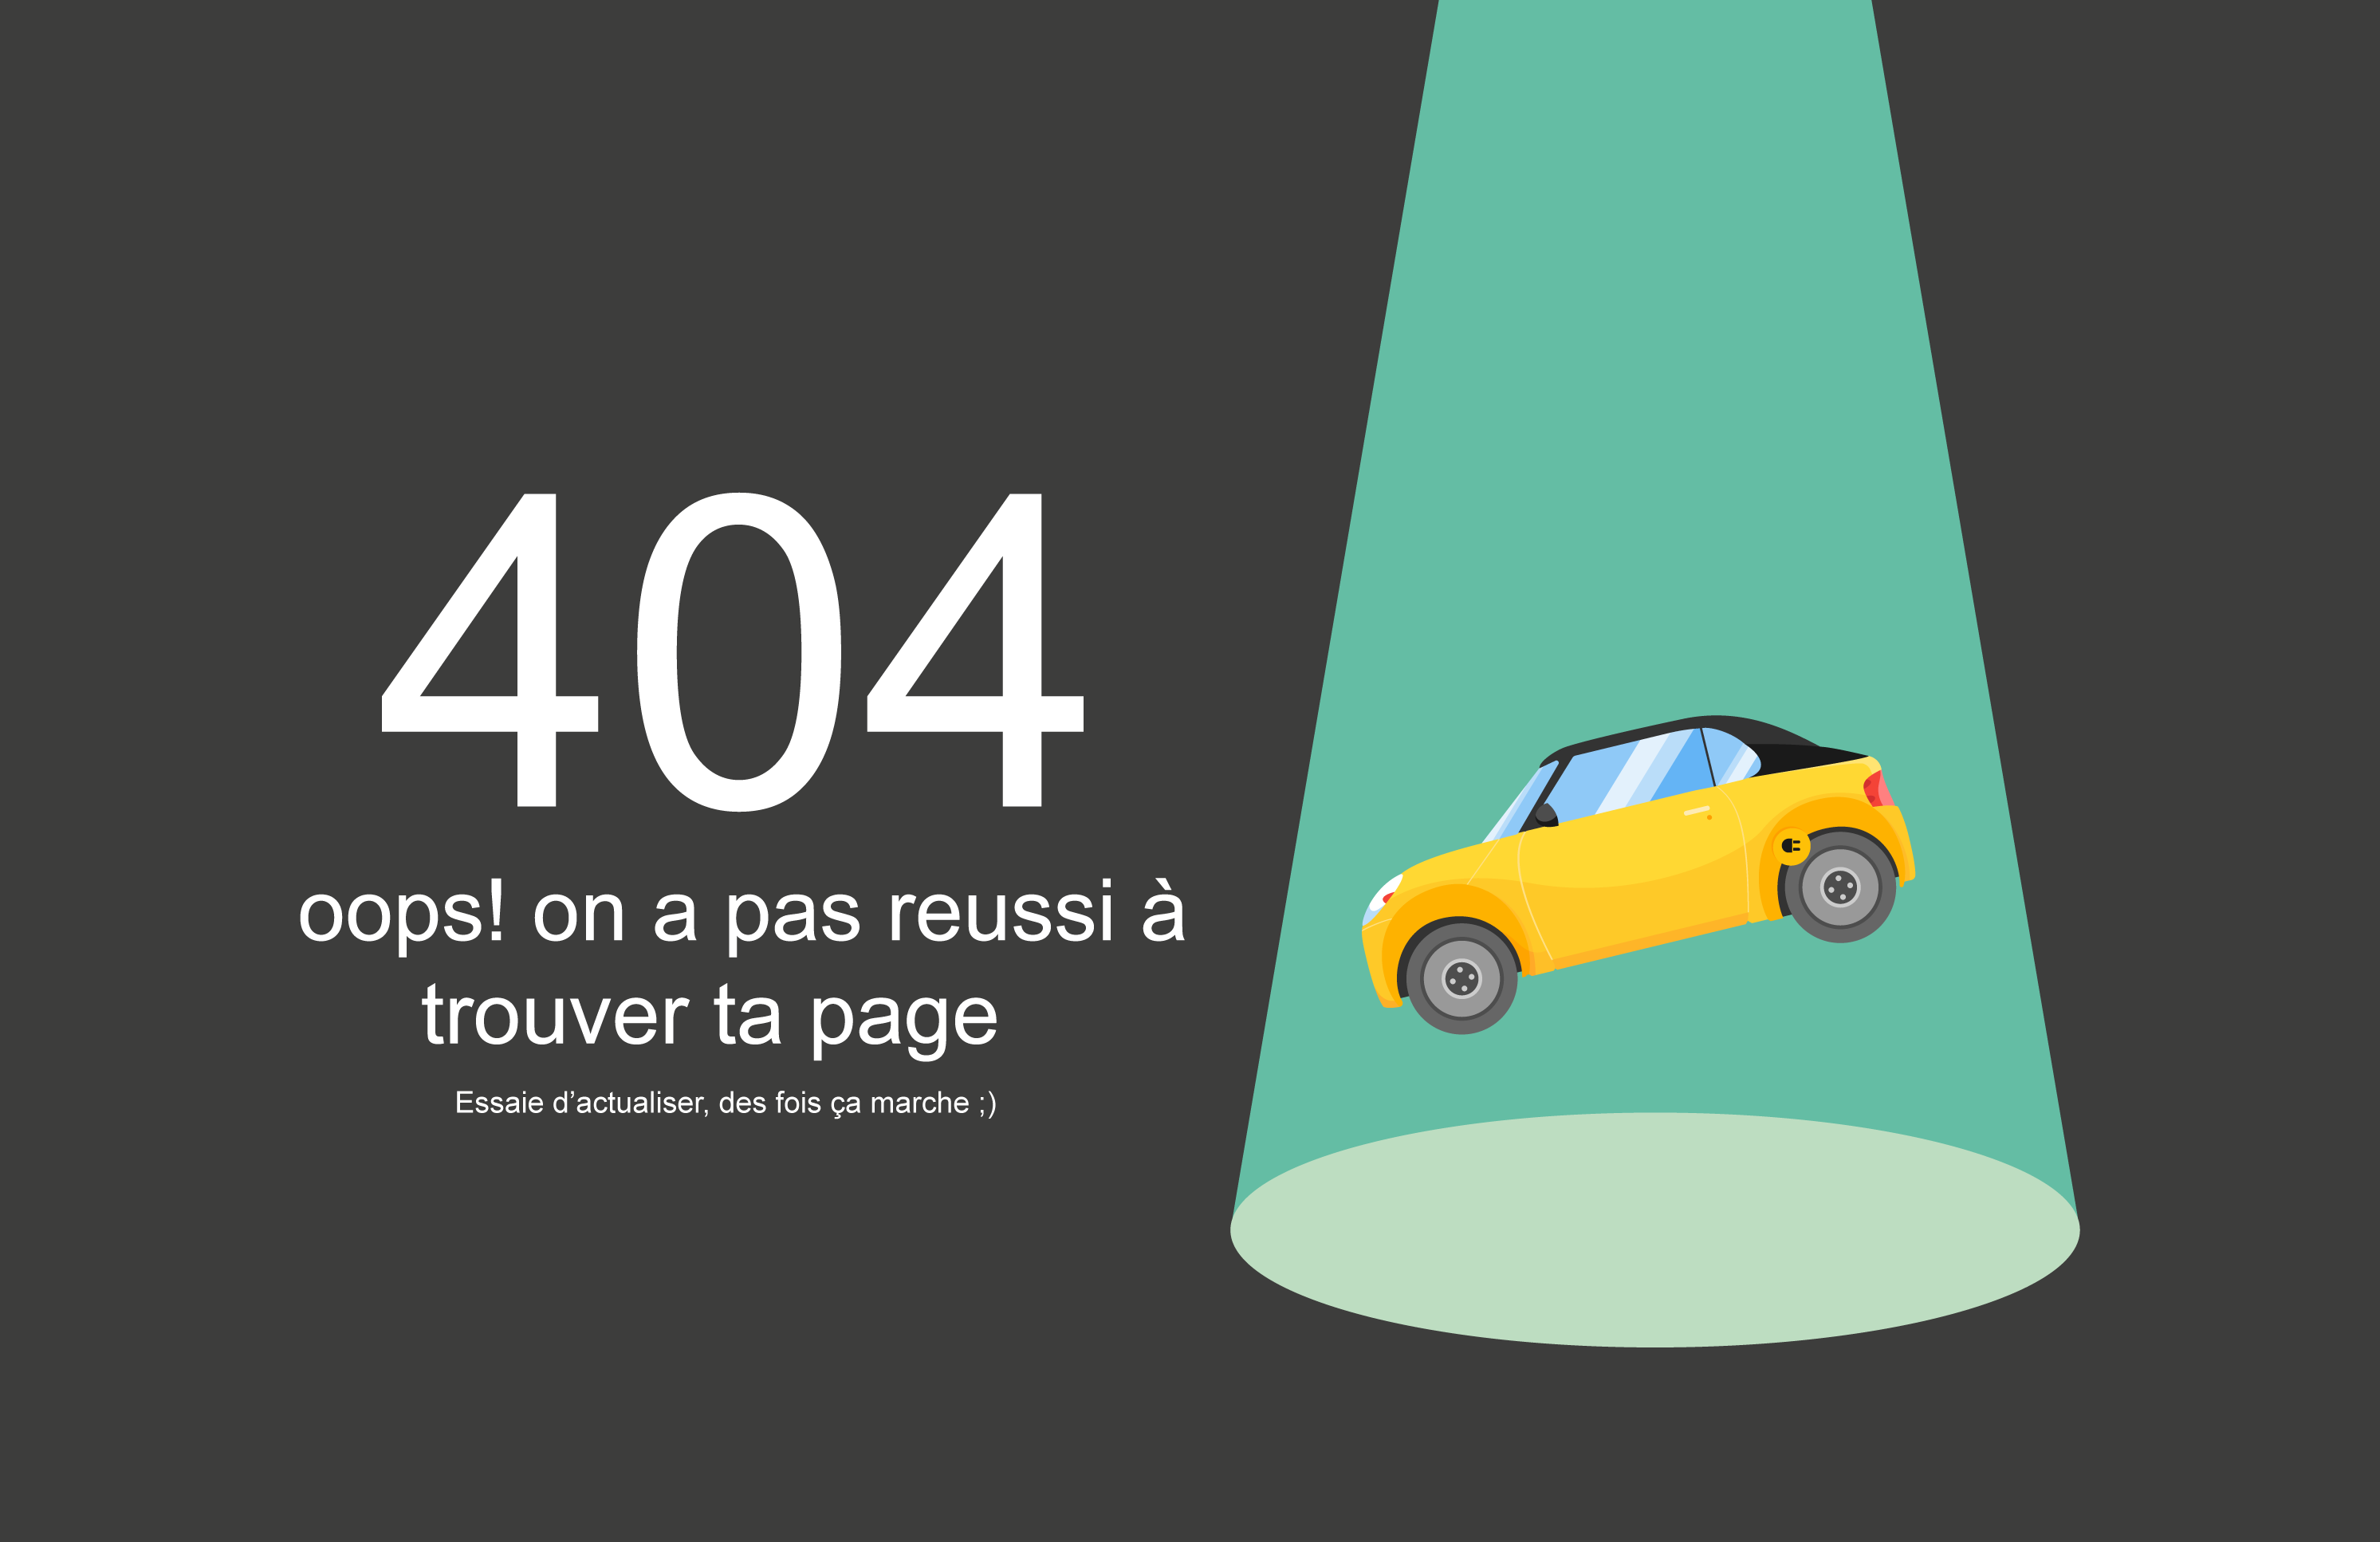 404
oops! on a pas reussi à
trouver ta page
Essaie d’actualiser, des fois ça marche ;)